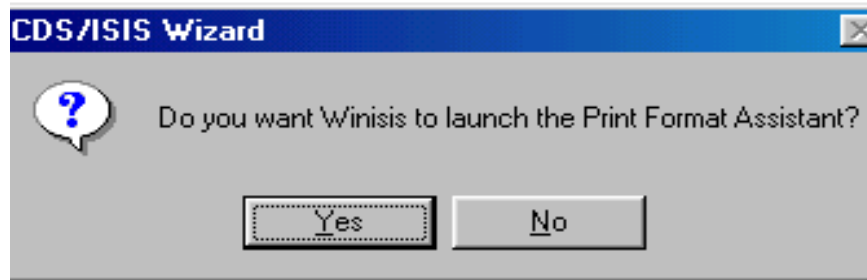 CDS/ISIS Wizard
Do you want Winisis to launch the Print Format Assistant?
Yes No